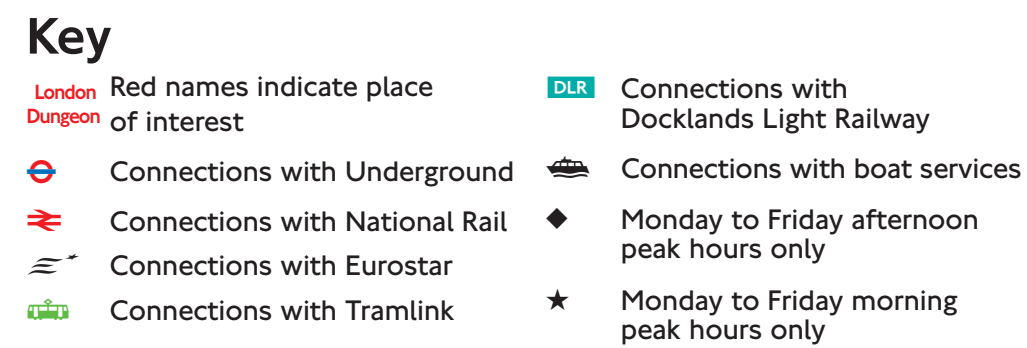 Key
London
Dungeon
Red names indicate place
of interest
Connections with Underground
Connections with National Rail
Connections with Eurostar
Connections with Tramlink
DLR
Connections with
Docklands Light Railway
Connections with boat services
Monday to Friday afternoon
peak hours only
Monday to Friday morning
peak hours only